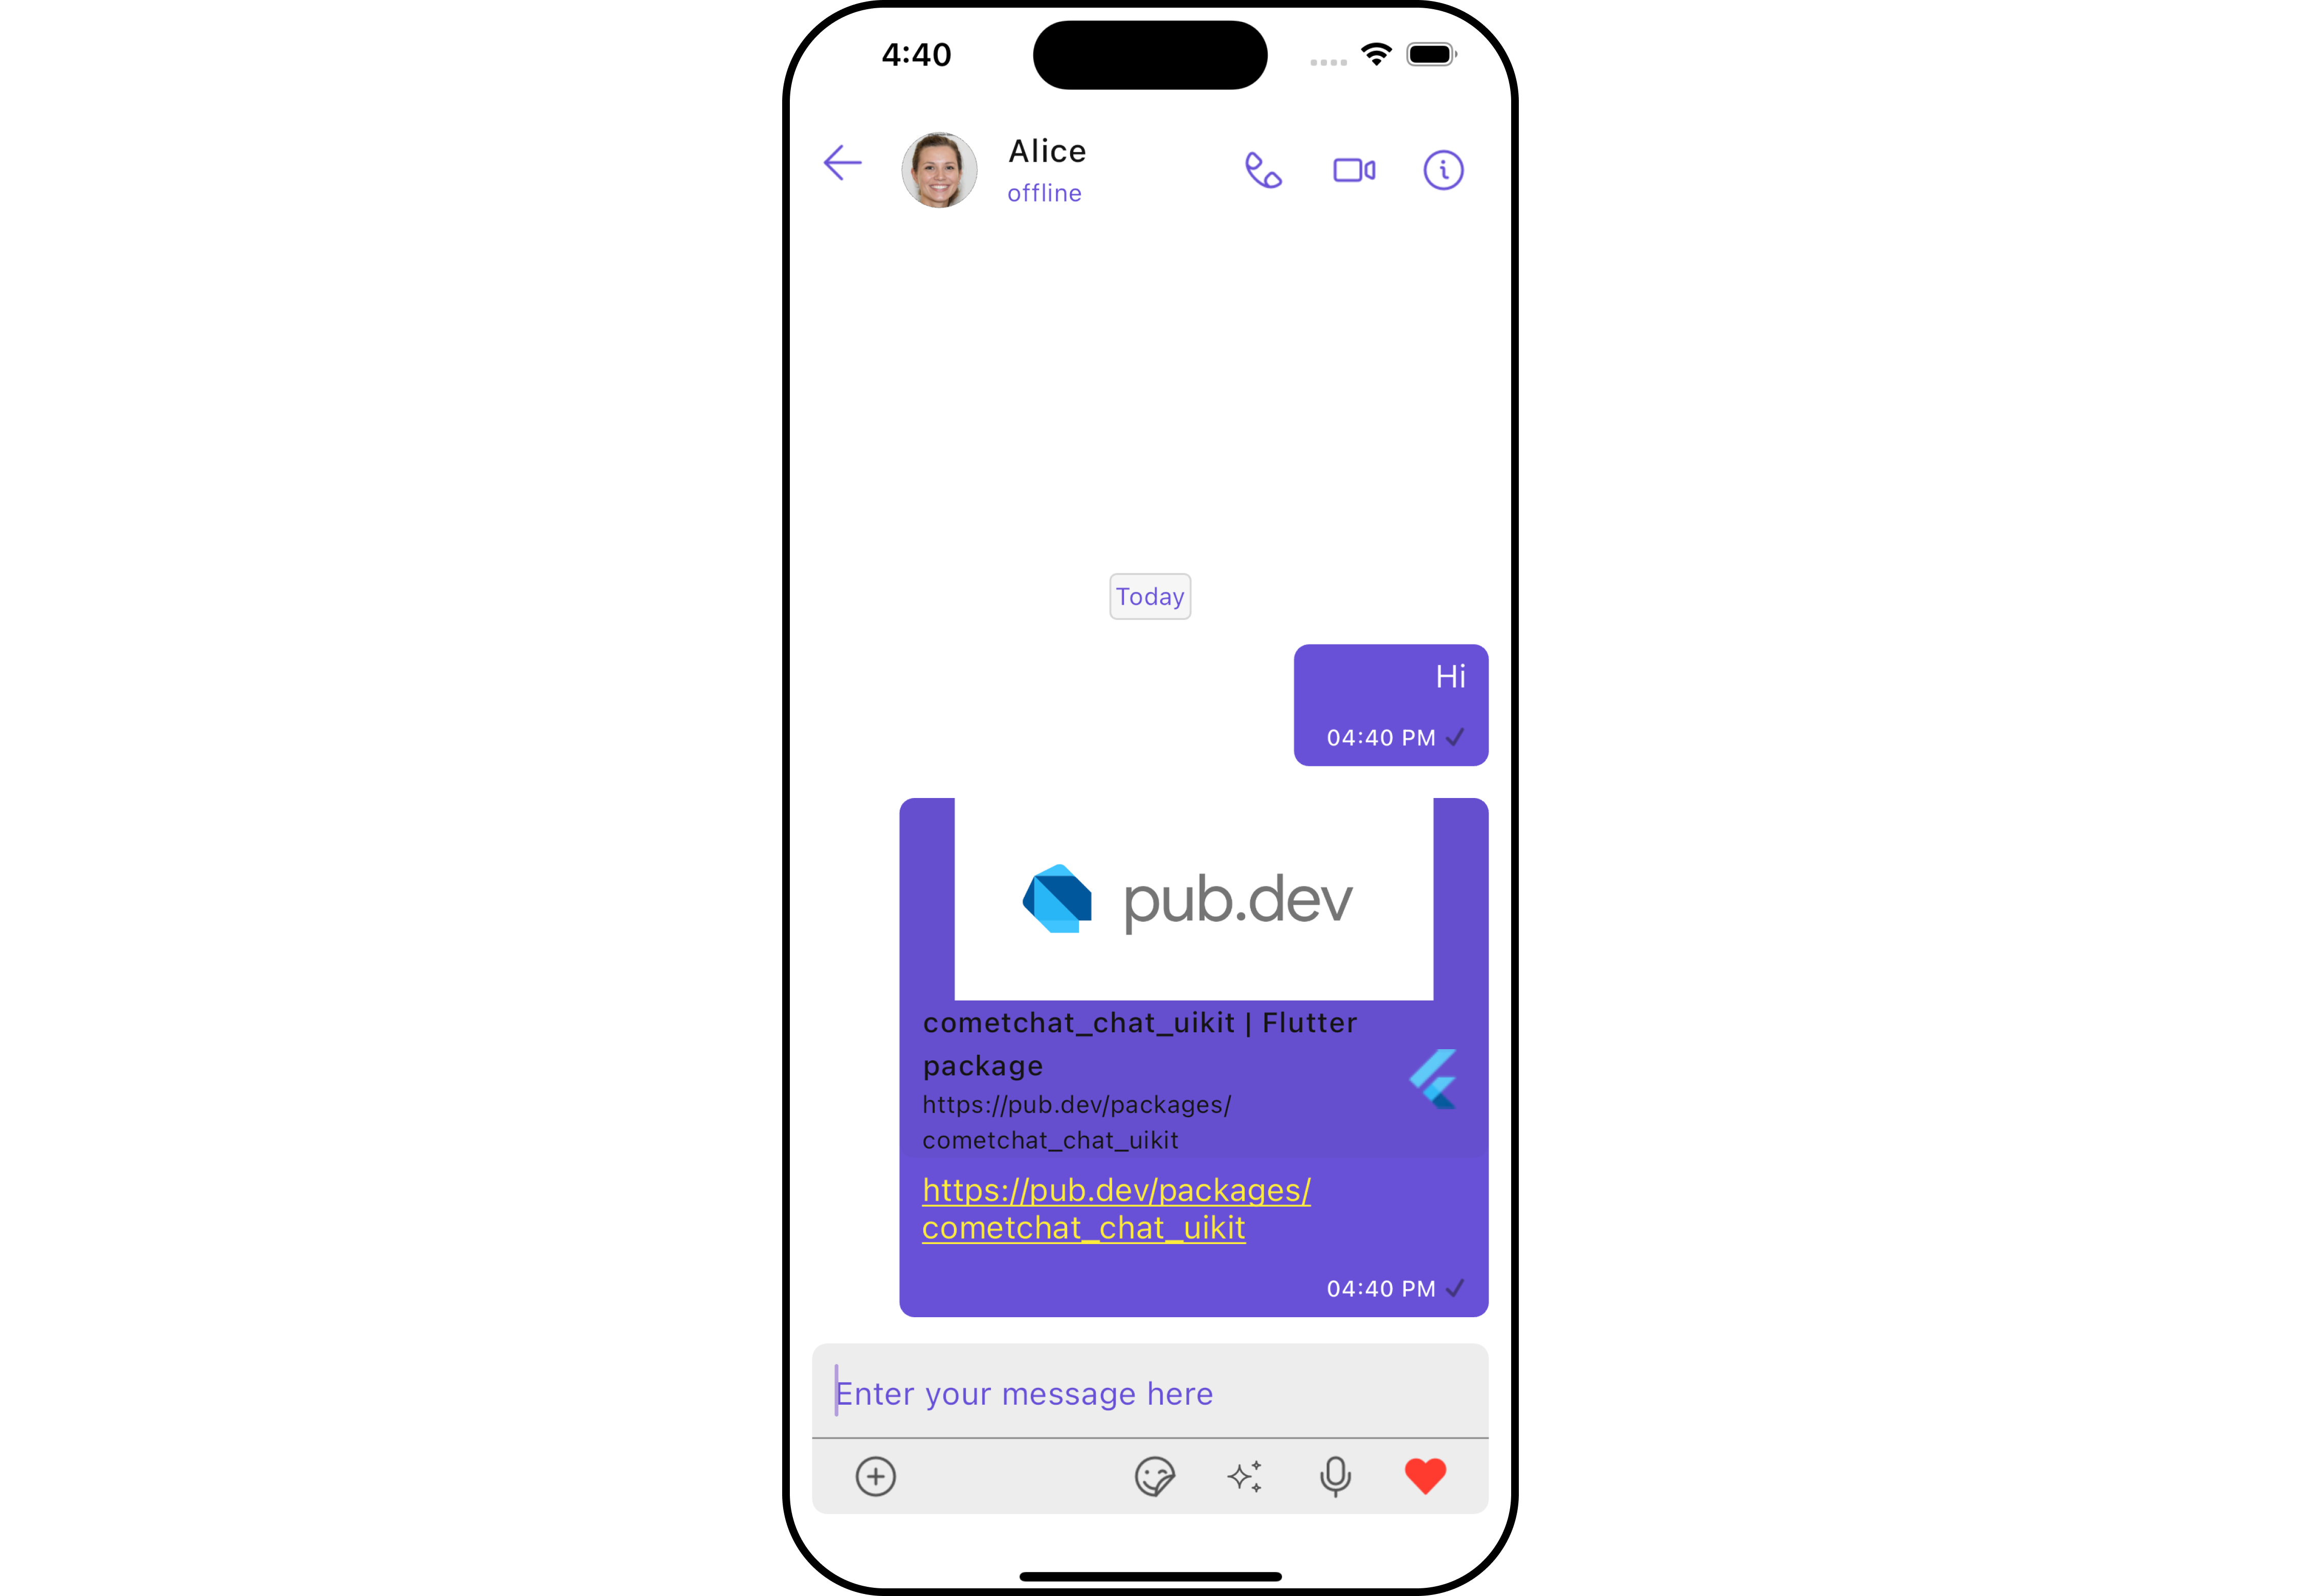 4:40
Alice
offline
Today
Hi
04:40 PM
pub.dev
cometchat_chat_uikit | Flutter
package
https://pub.dev/packages/
cometchat_chat_uikit
https://pub.dev/packages/
cometchat_chat_uikit
04:40 PM
Enter your message here